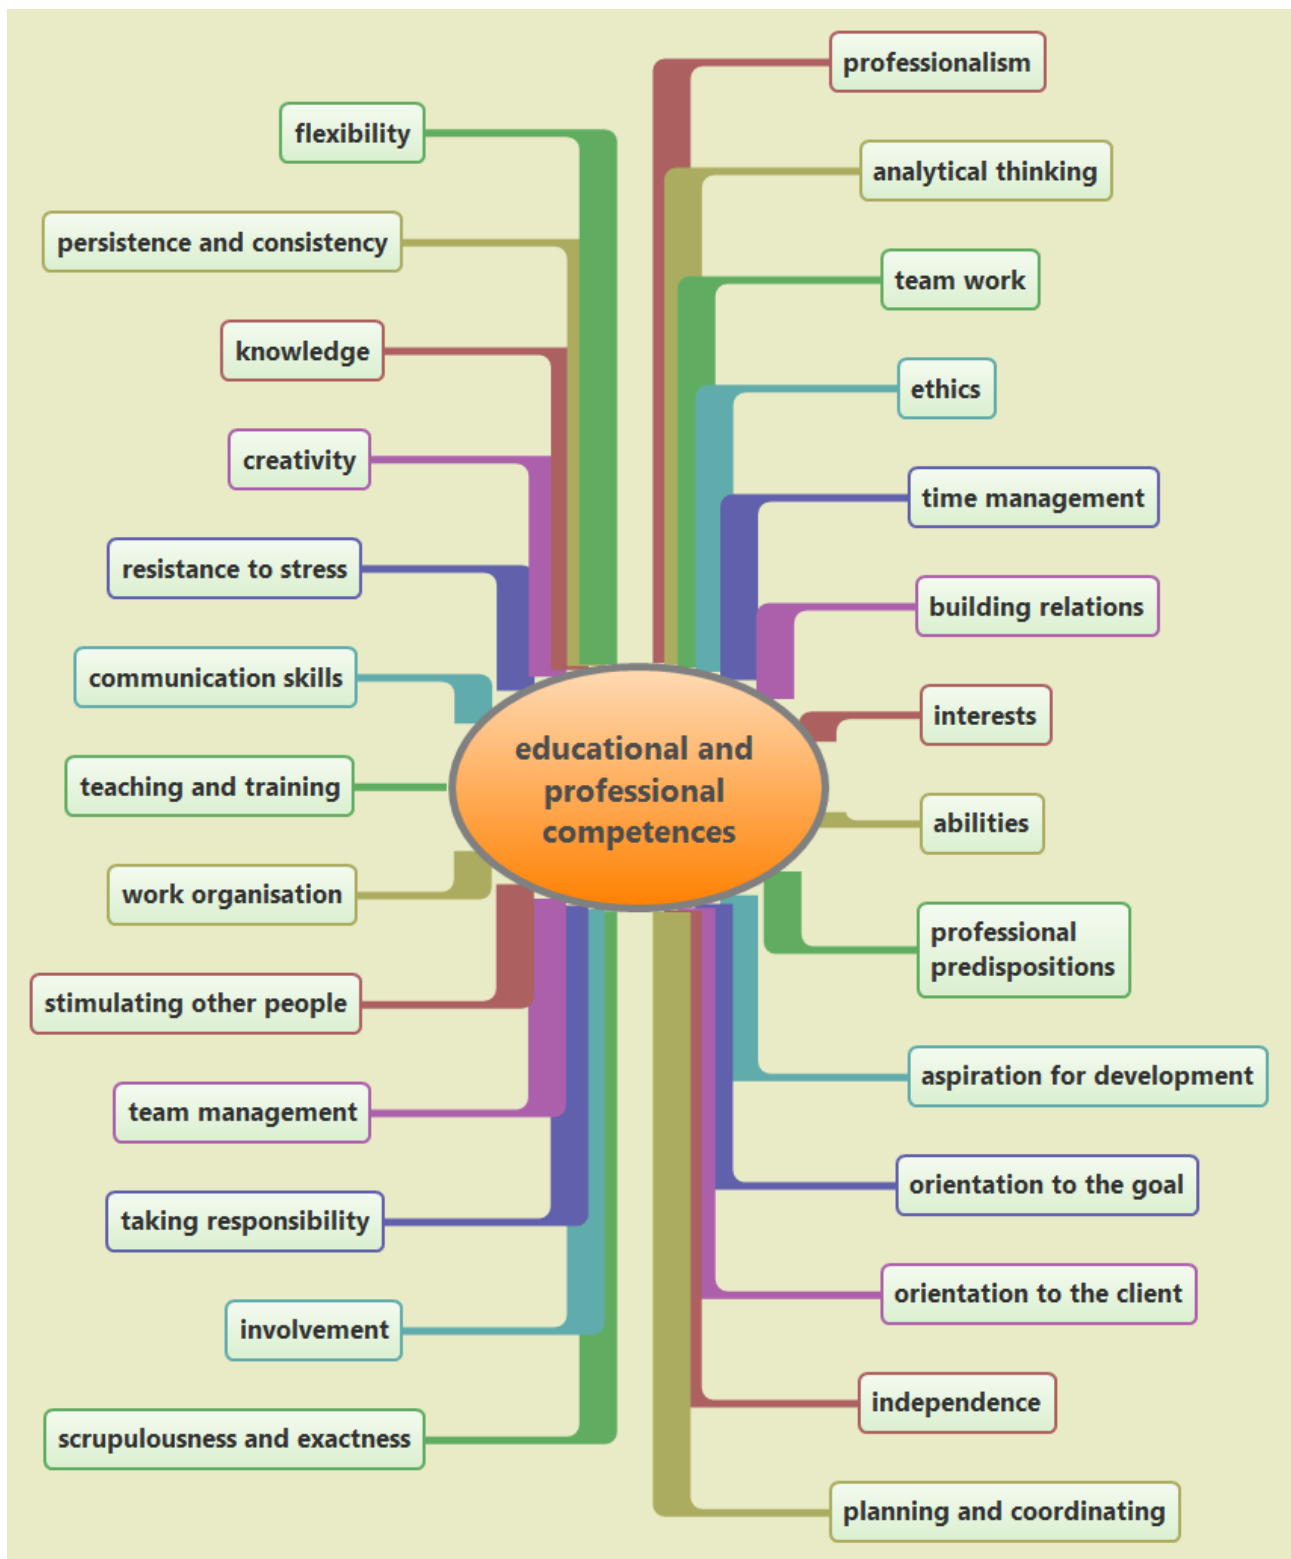 professionalism
flexibility
analytical thinking
persistence and consistency
team work
knowledge
ethics
creativity
time management
resistance to stress
building relations
communication skills
interests
educational and
professional
competences
teaching and training
abilities
work organisation
professional
predispositions
stimulating other people
aspiration for development
team management
orientation to the goal
taking responsibility
orientation to the client
involvement
independence
scrupulousness and exactness
planning and coordinating